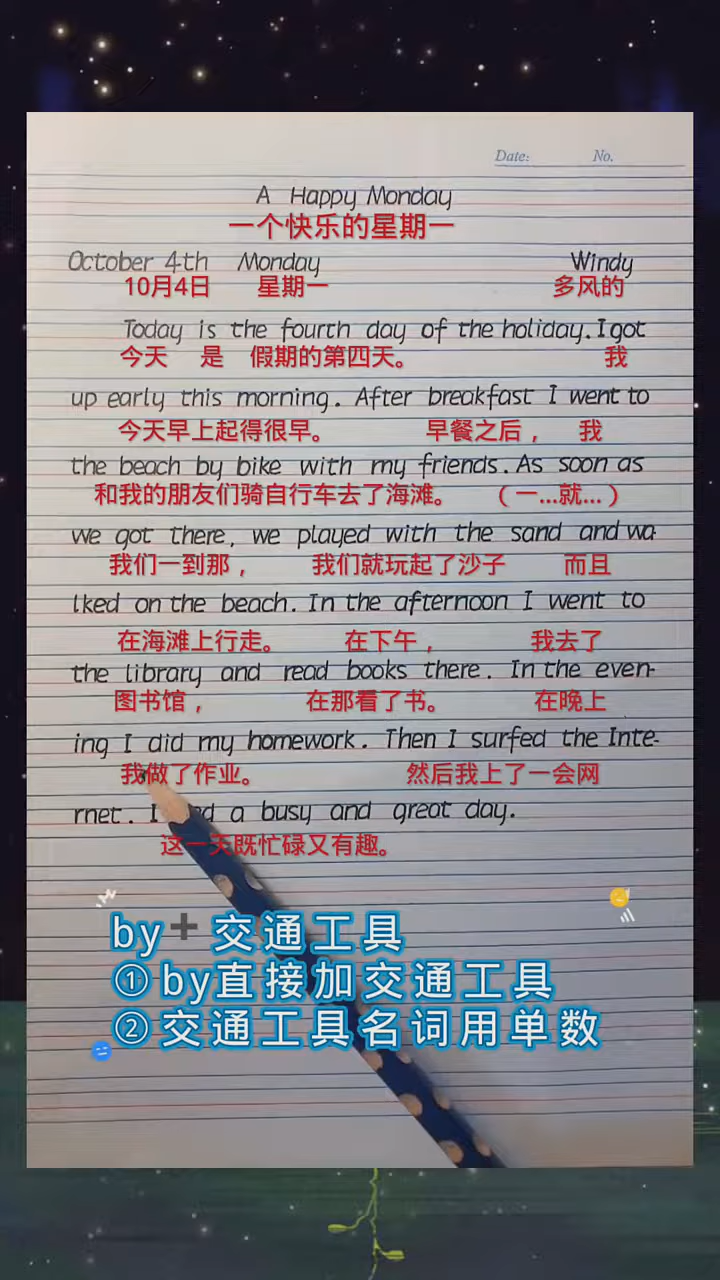 Date: No.
A Happy Monday
一个快乐的星期一
October 4th Monday Windy
10月4日 星期一 多风的
Today is the fourth day of the holiday. I got
今天 是 假期的第四天。 我
up early this morning. After breakfast I went to
今天早上起得很早。 早餐之后， 我
the beach by bike with my friends. As soon as
和我的朋友们骑自行车去了海滩。 （一...就...）
we got there, we played with the sand and wa
我们一到那， 我们就玩起了沙子 而且
lked on the beach. In the afternoon I went to
在海滩上行走。 在下午， 我去了
the library and read books there. In the even-
图书馆， 在那看了书。 在晚上
ing I did my homework. Then I surfed the Inte-
我做了作业。 然后我上了一会网
rnet. I a busy and great day.
这一天既忙碌又有趣。
by+交通工具
①by直接加交通工具
②交通工具名词用单数